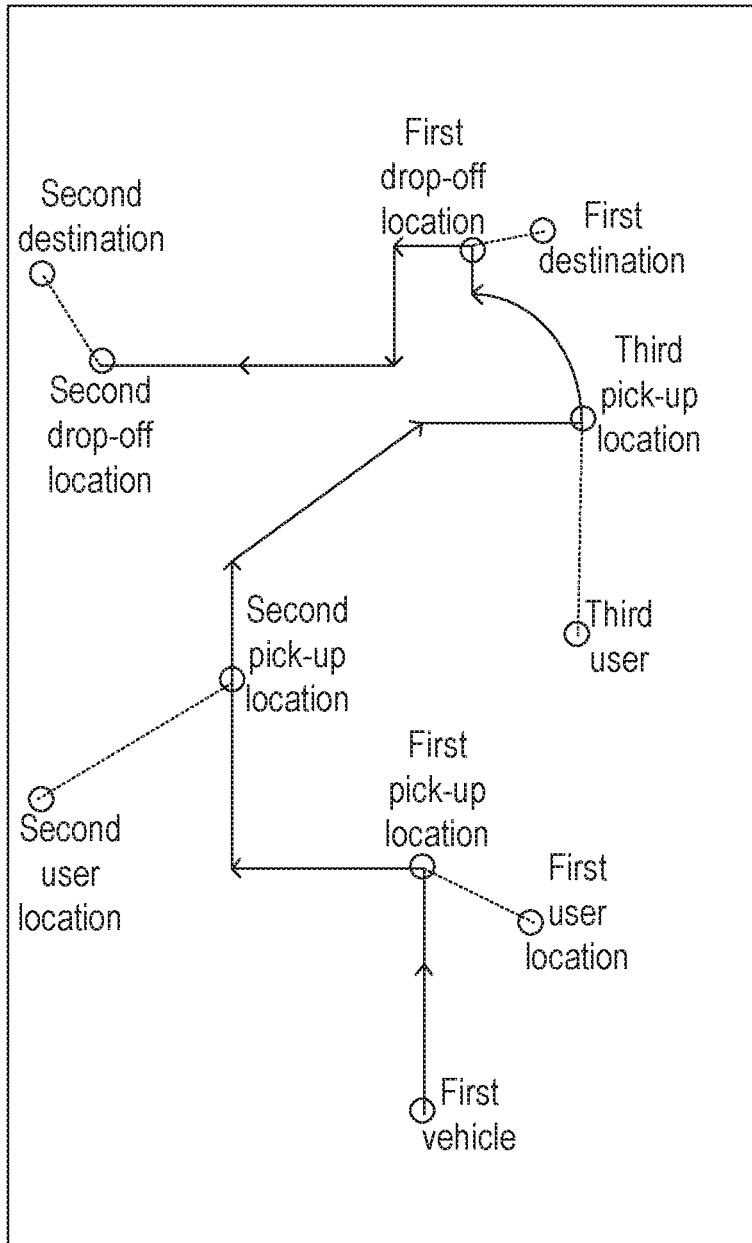 First
drop-off
location
Second
destination
First
destination
Second
drop-off
location
Third
pick-up
location
Second
pick-up
location
Third
user
First
pick-up
location
Second
user
location
First
user
location
First
vehicle